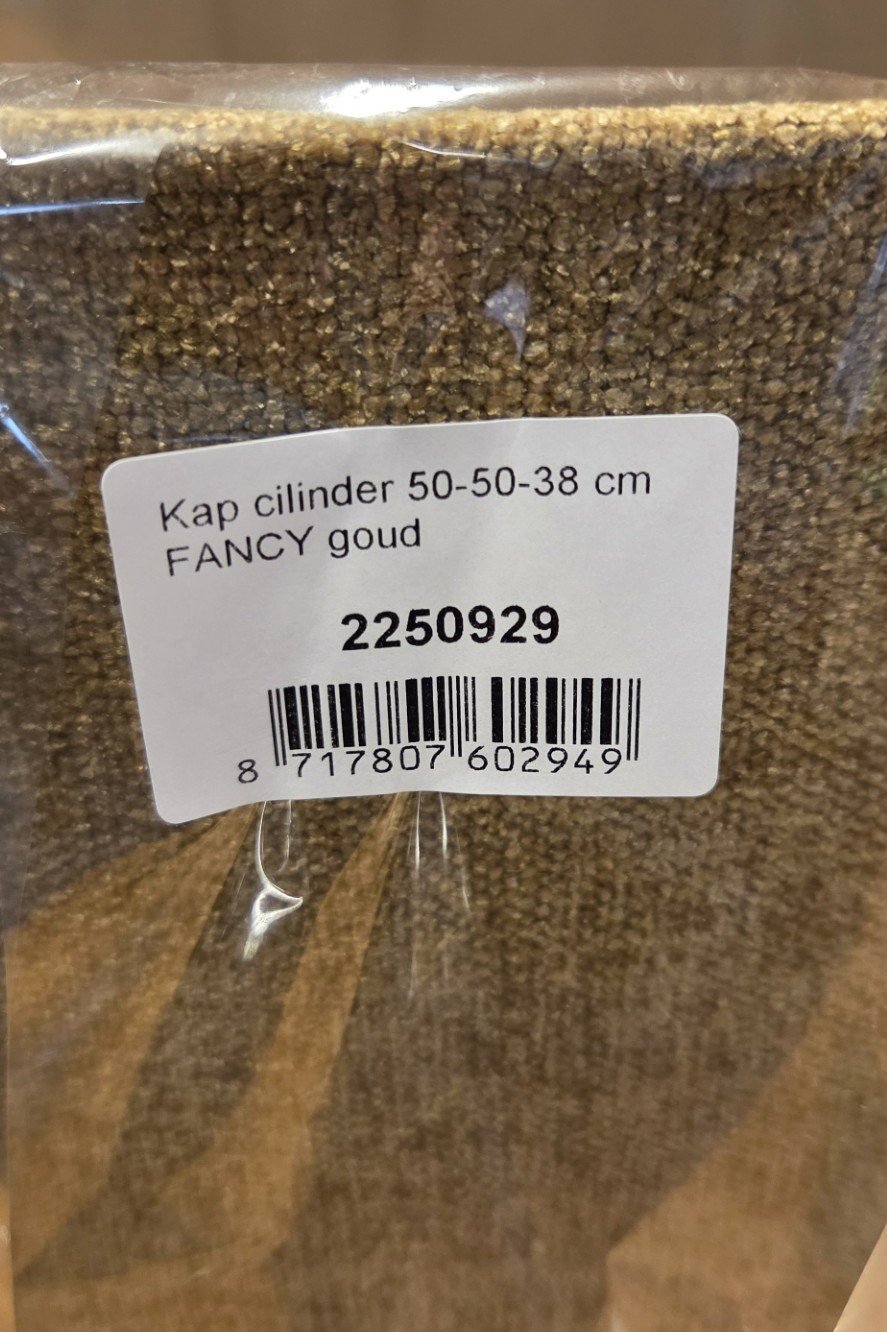 Kap cilinder 50-50-38 cm
FANCY goud
2250929
8 717807 602949